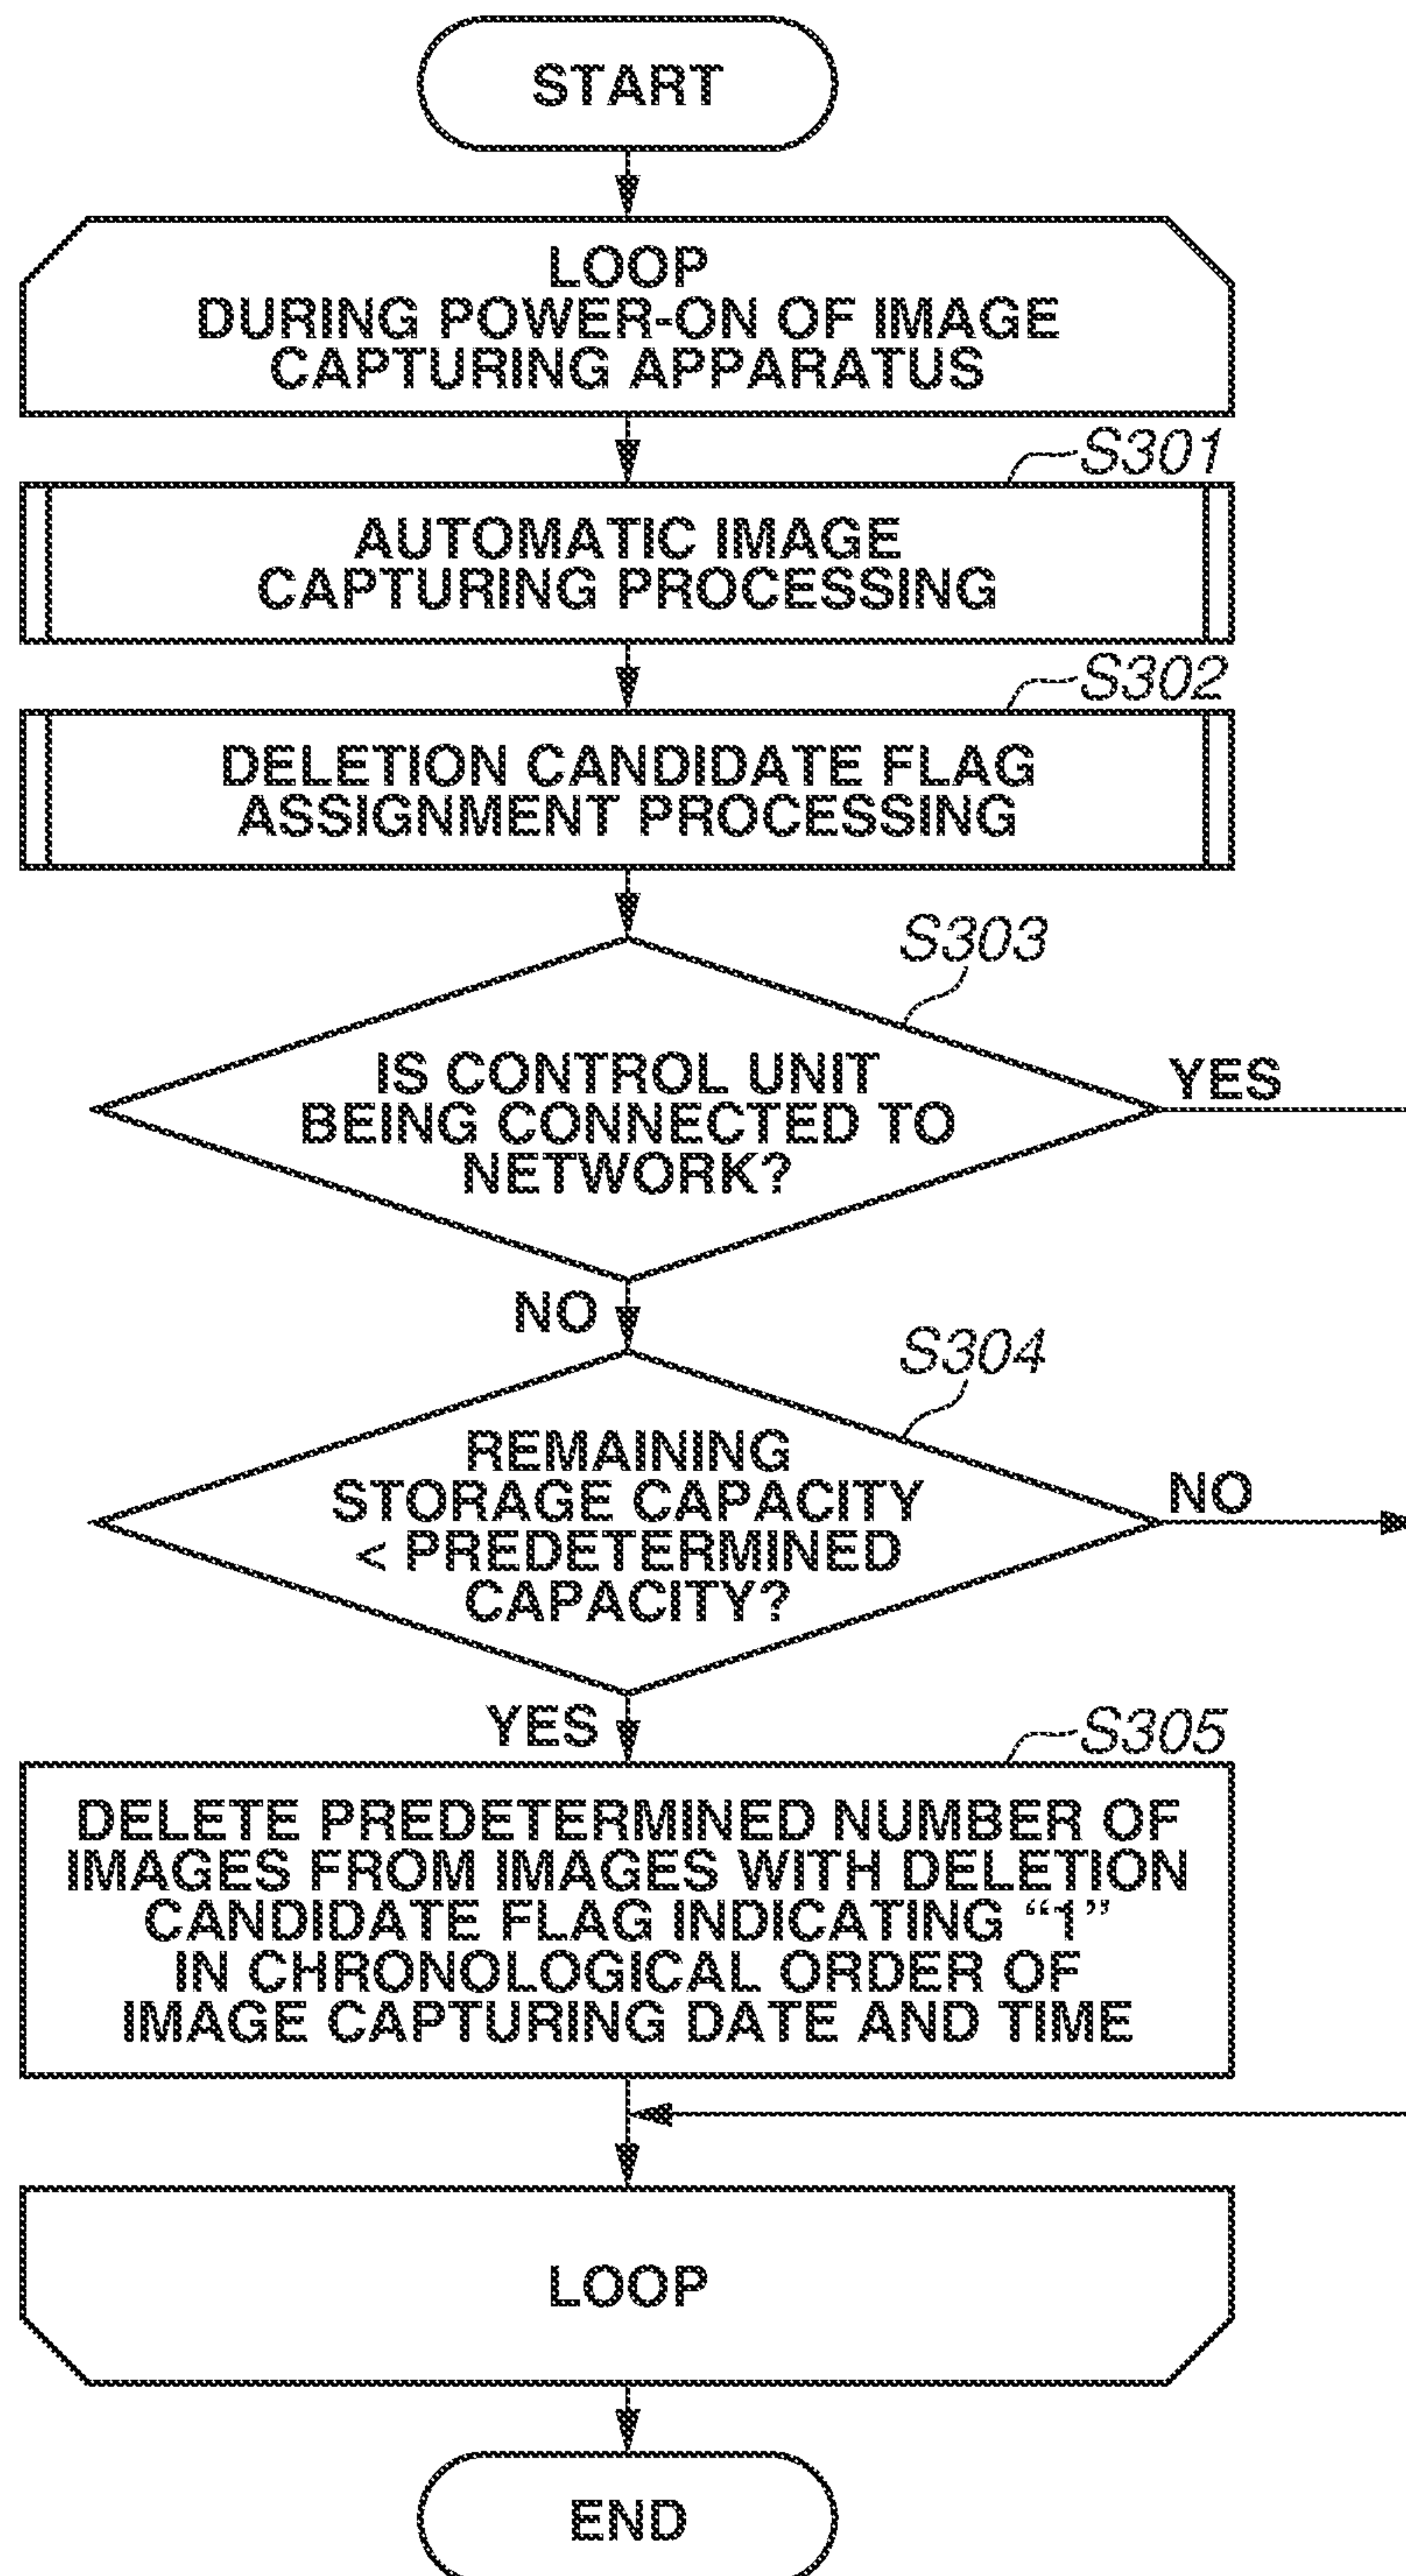 START
LOOP
DURING POWER-ON OF IMAGE
CAPTURING APPARATUS
S301
AUTOMATIC IMAGE
CAPTURING PROCESSING
S302
DELETION CANDIDATE FLAG
ASSIGNMENT PROCESSING
S303
IS CONTROL UNIT
BEING CONNECTED TO
NETWORK?
YES
NO
S304
REMAINING
STORAGE CAPACITY
< PREDETERMINED
CAPACITY?
NO
YES
S305
DELETE PREDETERMINED NUMBER OF
IMAGES FROM IMAGES WITH DELETION
CANDIDATE FLAG INDICATING “1”
IN CHRONOLOGICAL ORDER OF
IMAGE CAPTURING DATE AND TIME
LOOP
END